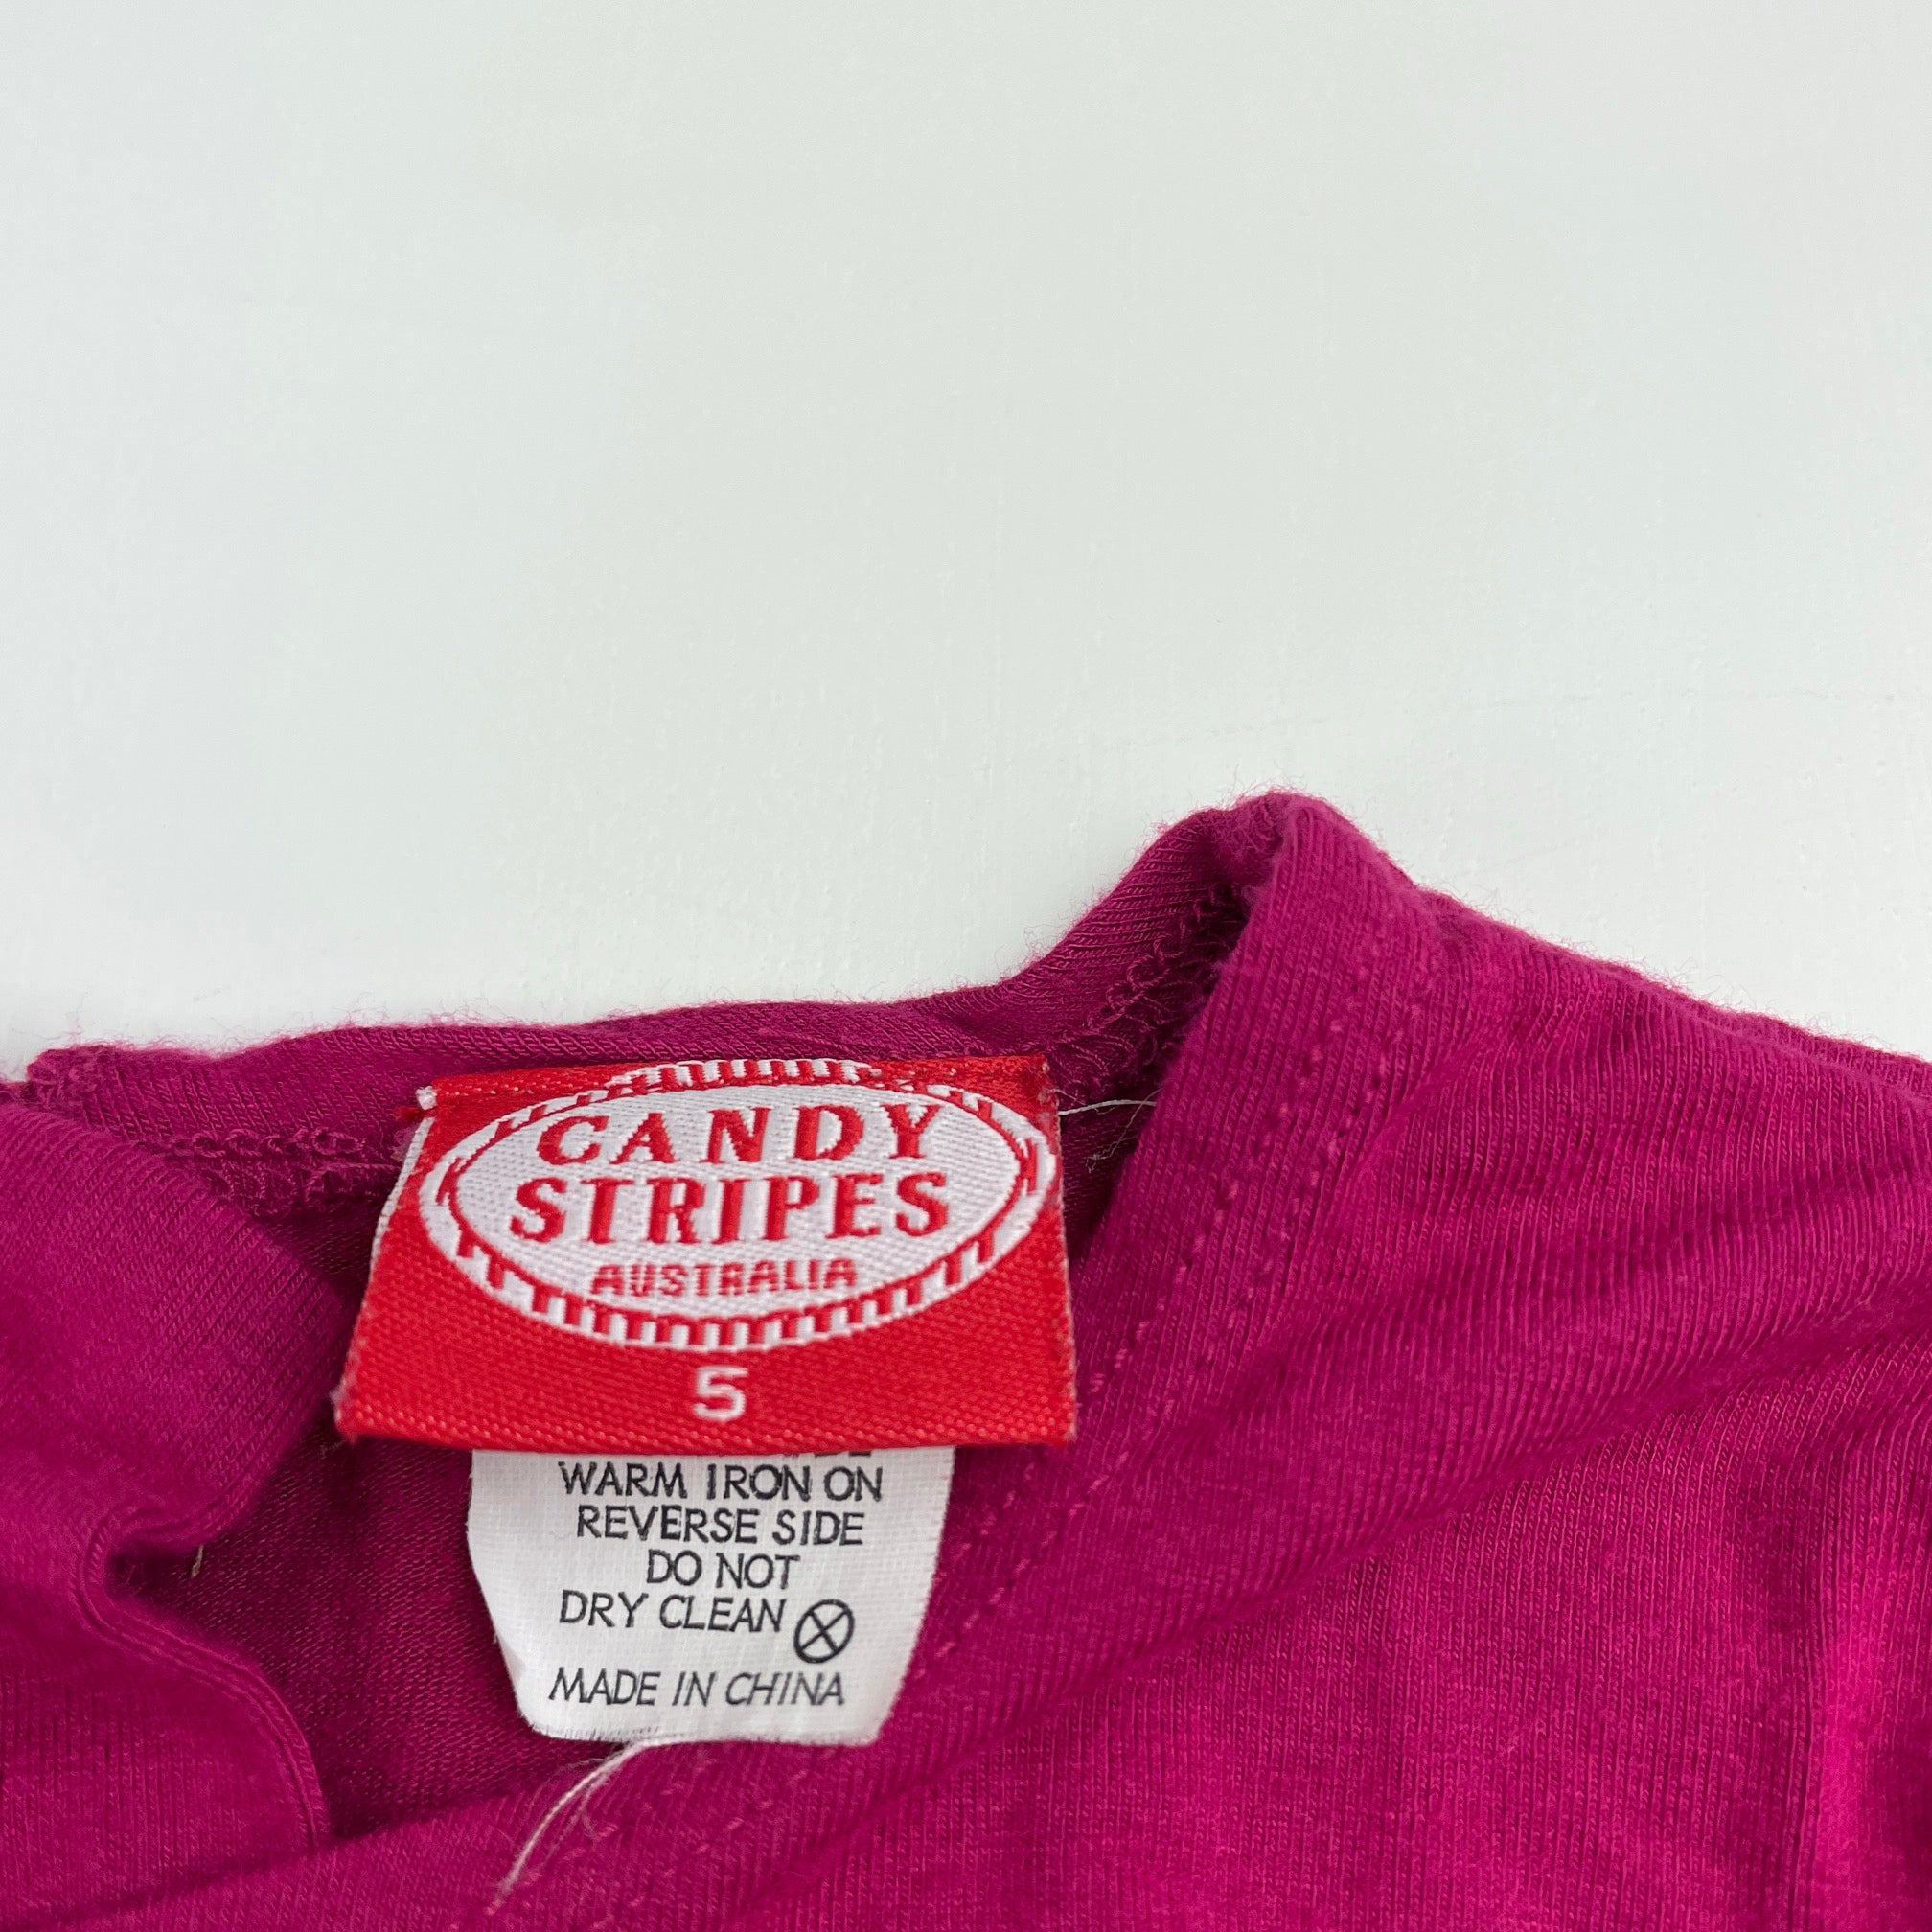 CANDY
STRIPES
AUSTRALIA
5
WARM IRON ON
REVERSE SIDE
DO NOT
DRY CLEAN
MADE IN CHINA